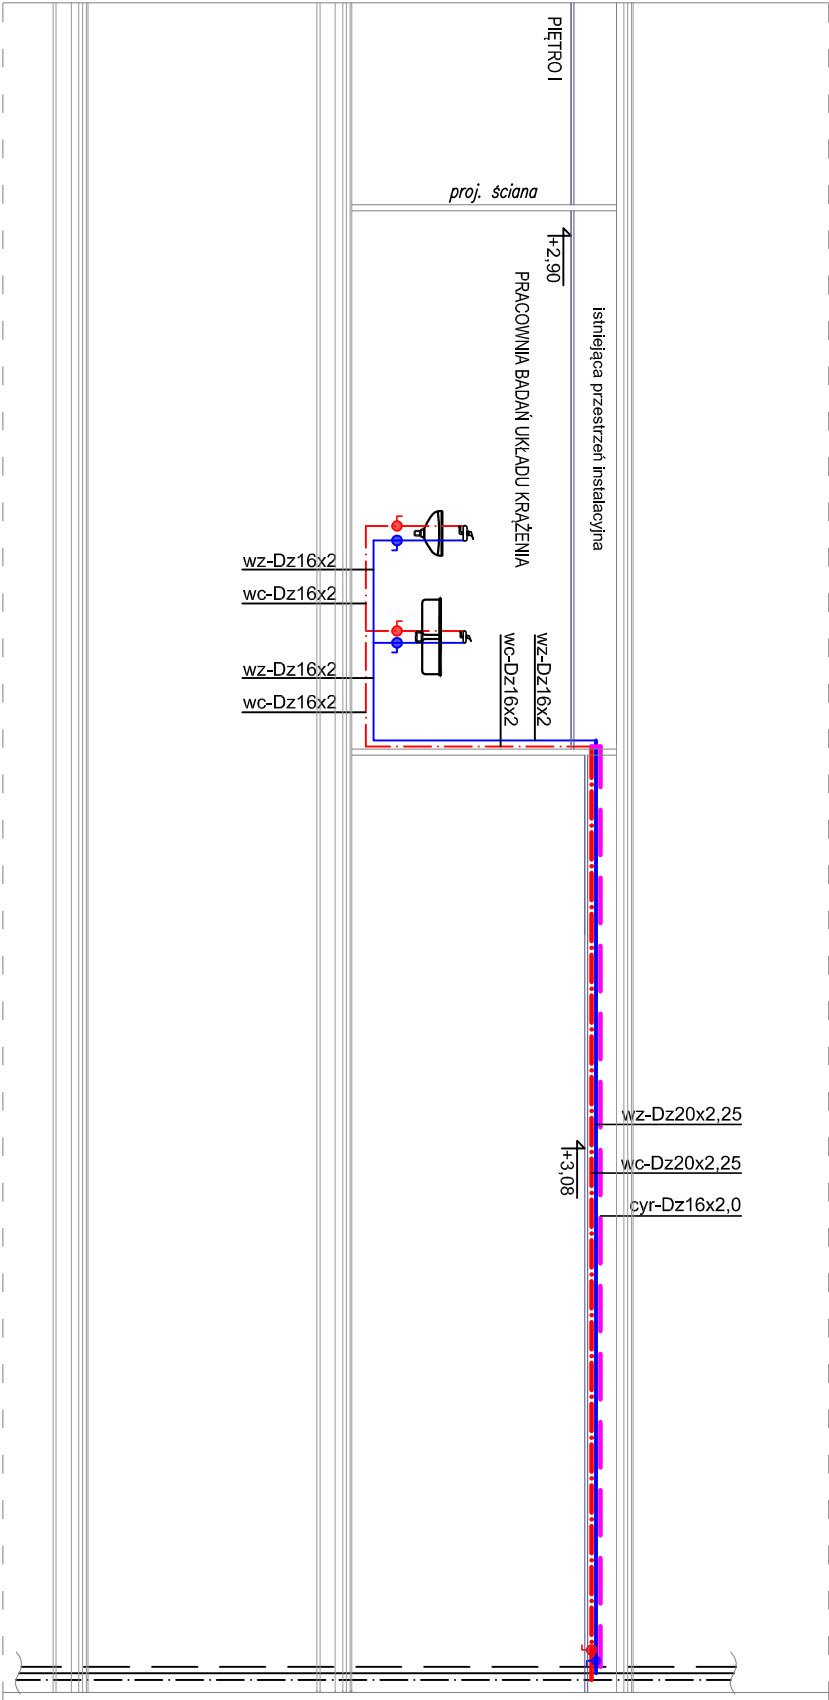 PIĘTRO I
proj. ściana
+2,90
istniejąca przestrzeń instalacyjna
PRACOWNIA BADAŃ UKŁADU KRĄŻENIA
wz-Dz16x2
wc-Dz16x2
wz-Dz16x2
wc-Dz16x2
wz-Dz16x2
wc-Dz16x2
wz-Dz20x2,25
wc-Dz20x2,25
cyr-Dz16x2,0
+3,08